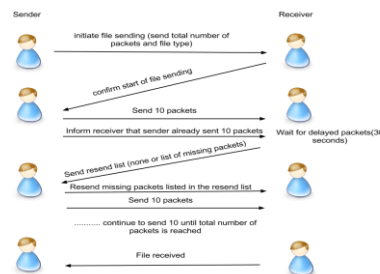 Sender
Receiver
initiate file sending (send total number of
packets and file type)
confirm start of file sending
Send 10 packets
Inform receiver that sender already sent 10 packets
Wait for delayed packets(30
seconds)
Send resend list (none or list of missing packets)
Resend missing packets listed in the resend list
Send 10 packets
........... continue to send 10 until total number of
packets is reached
File received